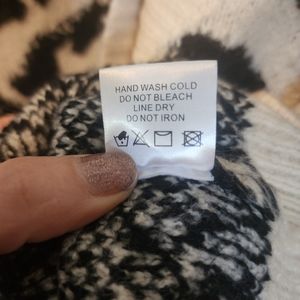 HAND WASH COLD
DO NOT BLEACH
LINE DRY
DO NOT IRON